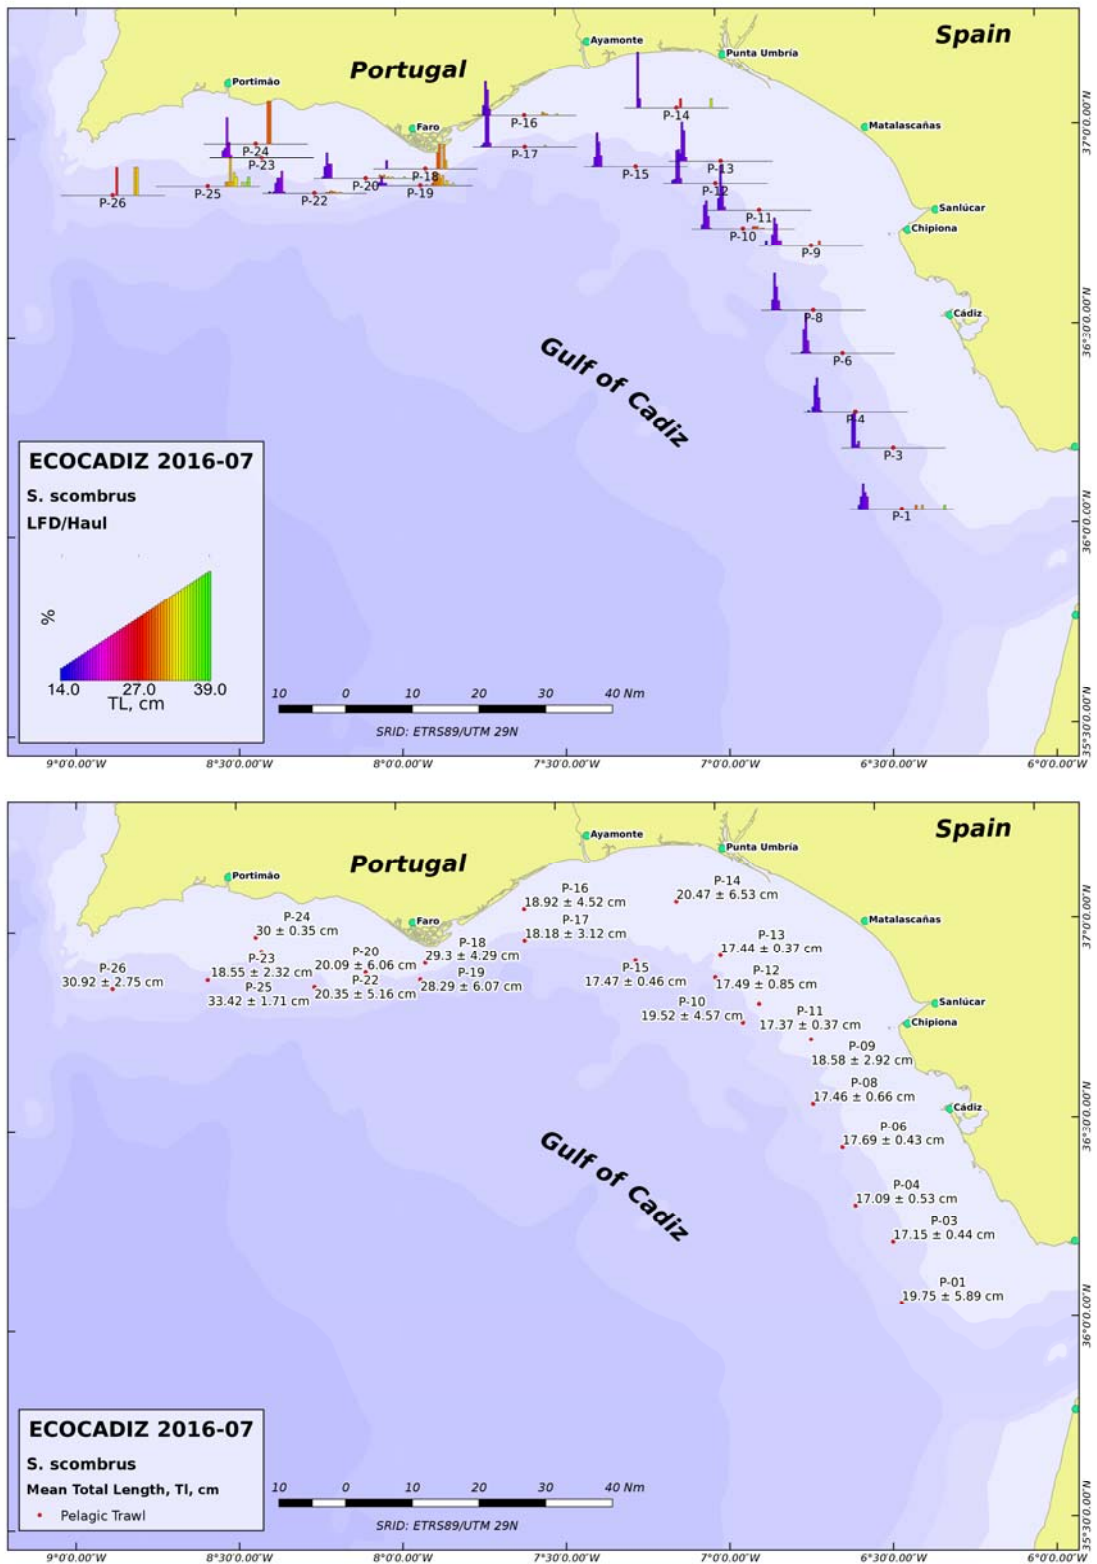 Spain
Ayamonte
Punta Umbría
Portugal
Portimão
P-14
P-16
Faro
Matalascañas
37°0'0.00"N
P-24
P-17
P-23
P-13
P-15
P-18
P-20
P-12
P-19
P-25
P-22
P-26
Sanlúcar
P-11
Chipiona
P-10
P-9
Cádiz
P-8
36°30'0.00"N
Gulf of Cadiz
P-6
P-4
P-3
ECOCADIZ 2016-07
S. scombrus
LFD/Haul
P-1
36°0'0.00"N
%
14.0 27.0 39.0
TL, cm
10 0 10 20 30 40 Nm
SRID: ETRS89/UTM 29N
35°30'0.00"N
9°0'0.00"W 8°30'0.00"W 8°0'0.00"W 7°30'0.00"W 7°0'0.00"W 6°30'0.00"W 6°0'0.00"W
Spain
Ayamonte
Punta Umbría
Portugal
Portimão
P-14
20.47 ± 6.53 cm
P-16
18.92 ± 4.52 cm
Faro
Matalascañas
37°0'0.00"N
P-24
30 ± 0.35 cm
P-17
18.18 ± 3.12 cm
P-13
17.44 ± 0.37 cm
P-18
29.3 ± 4.29 cm
P-20
20.09 ± 6.06 cm
P-23
18.55 ± 2.32 cm
P-26
30.92 ± 2.75 cm
P-15
17.47 ± 0.46 cm
P-12
17.49 ± 0.85 cm
P-19
28.29 ± 6.07 cm
P-22
20.35 ± 5.16 cm
P-25
33.42 ± 1.71 cm
Sanlúcar
P-10
19.52 ± 4.57 cm
P-11
17.37 ± 0.37 cm
Chipiona
P-09
18.58 ± 2.92 cm
P-08
17.46 ± 0.66 cm
Cádiz
36°30'0.00"N
P-06
17.69 ± 0.43 cm
Gulf of Cadiz
P-04
17.09 ± 0.53 cm
P-03
17.15 ± 0.44 cm
P-01
19.75 ± 5.89 cm
36°0'0.00"N
ECOCADIZ 2016-07
S. scombrus
Mean Total Length, Tl, cm
Pelagic Trawl
10 0 10 20 30 40 Nm
SRID: ETRS89/UTM 29N
35°30'0.00"N
9°0'0.00"W 8°30'0.00"W 8°0'0.00"W 7°30'0.00"W 7°0'0.00"W 6°30'0.00"W 6°0'0.00"W